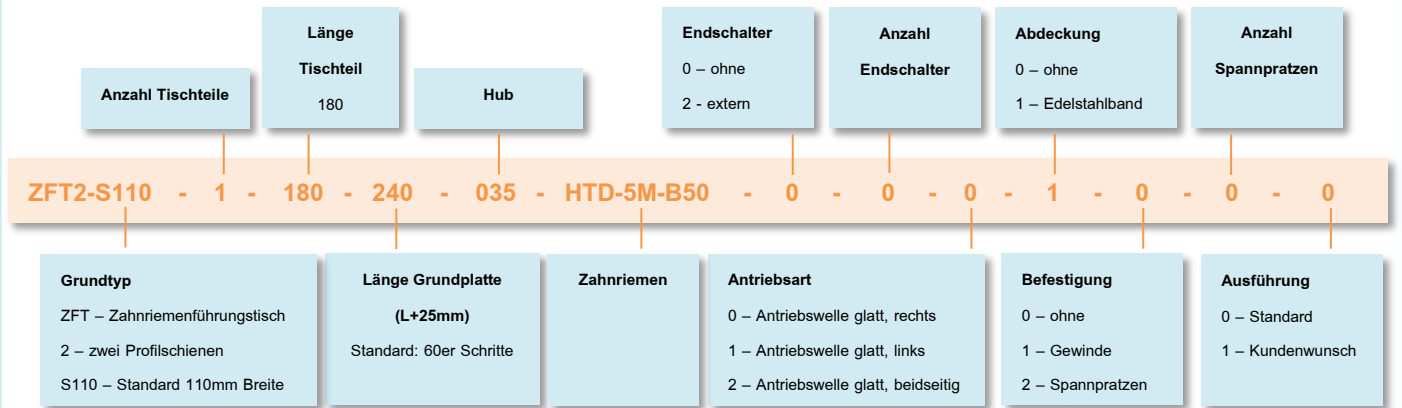 Anzahl Tischteile
Länge
Tischteil
180
Hub
Endschalter
0 – ohne
2 - extern
Anzahl
Endschalter
Abdeckung
0 – ohne
1 – Edelstahlband
Anzahl
Spannpratzen
ZFT2-S110 - 1 - 180 - 240 - 035 - HTD-5M-B50 - 0 - 0 - 0 - 1 - 0 - 0 - 0
Grundtyp
ZFT – Zahnriemenführungstisch
2 – zwei Profilschienen
S110 – Standard 110mm Breite
Länge Grundplatte
(L+25mm)
Standard: 60er Schritte
Zahnriemen
Antriebsart
0 – Antriebswelle glatt, rechts
1 – Antriebswelle glatt, links
2 – Antriebswelle glatt, beidseitig
Befestigung
0 – ohne
1 – Gewinde
2 – Spannpratzen
Ausführung
0 – Standard
1 – Kundenwunsch